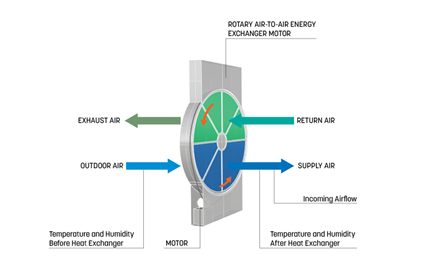 ROTARY AIR-TO-AIR ENERGY
EXCHANGER MOTOR
EXHAUST AIR
RETURN AIR
OUTDOOR AIR
SUPPLY AIR
Incoming Airflow
Temperature and Humidity
Before Heat Exchanger
MOTOR
Temperature and Humidity
After Heat Exchanger